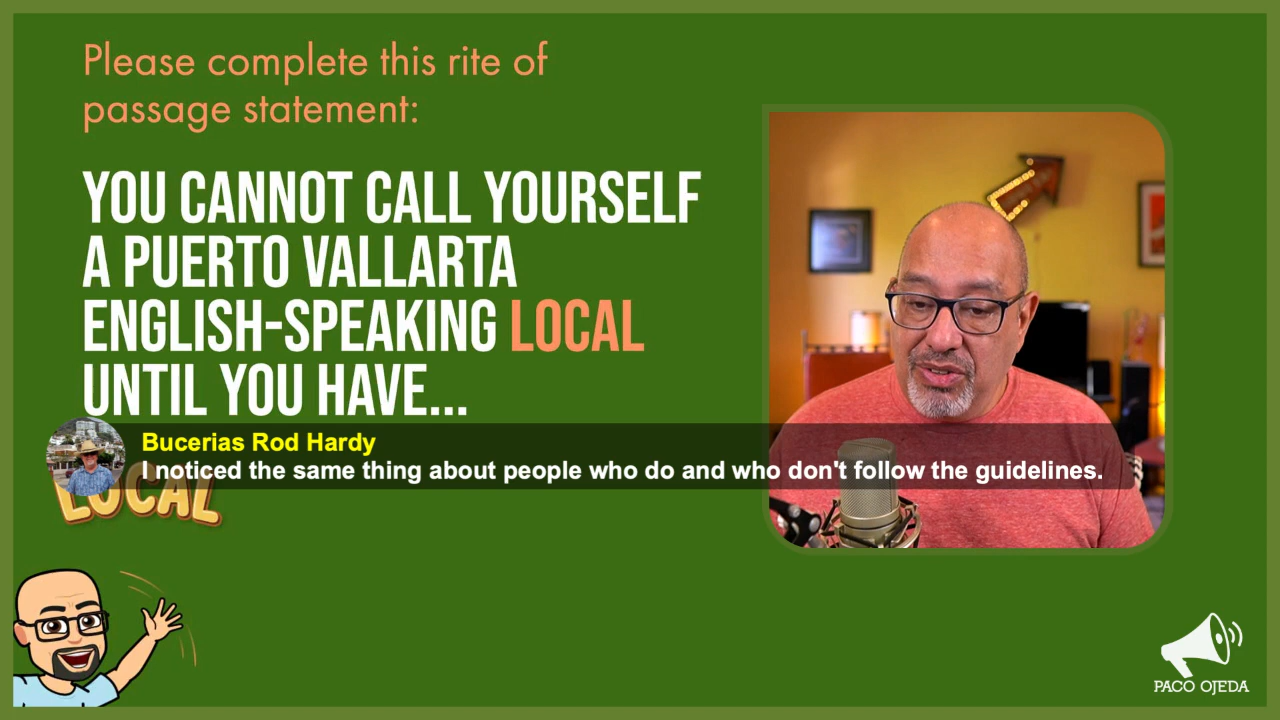 Please complete this rite of
passage statement:
YOU CANNOT CALL YOURSELF
A PUERTO VALLARTA
ENGLISH-SPEAKING LOCAL
UNTIL YOU HAVE...
Bucerias Rod Hardy
I noticed the same thing about people who do and who don't follow the guidelines.
LOCAL
PACO OJEDA